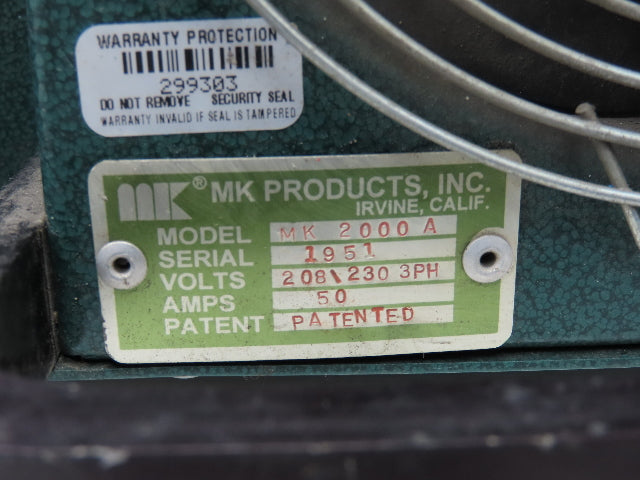 WARRANTY PROTECTION
299303
DO NOT REMOVE SECURITY SEAL
WARRANTY INVALID IF SEAL IS TAMPERED
MK® MK PRODUCTS, INC.
IRVINE, CALIF.
MODEL MK 2000 A
SERIAL 1951
VOLTS 208\230 3PH
AMPS 50
PATENT PATENTED